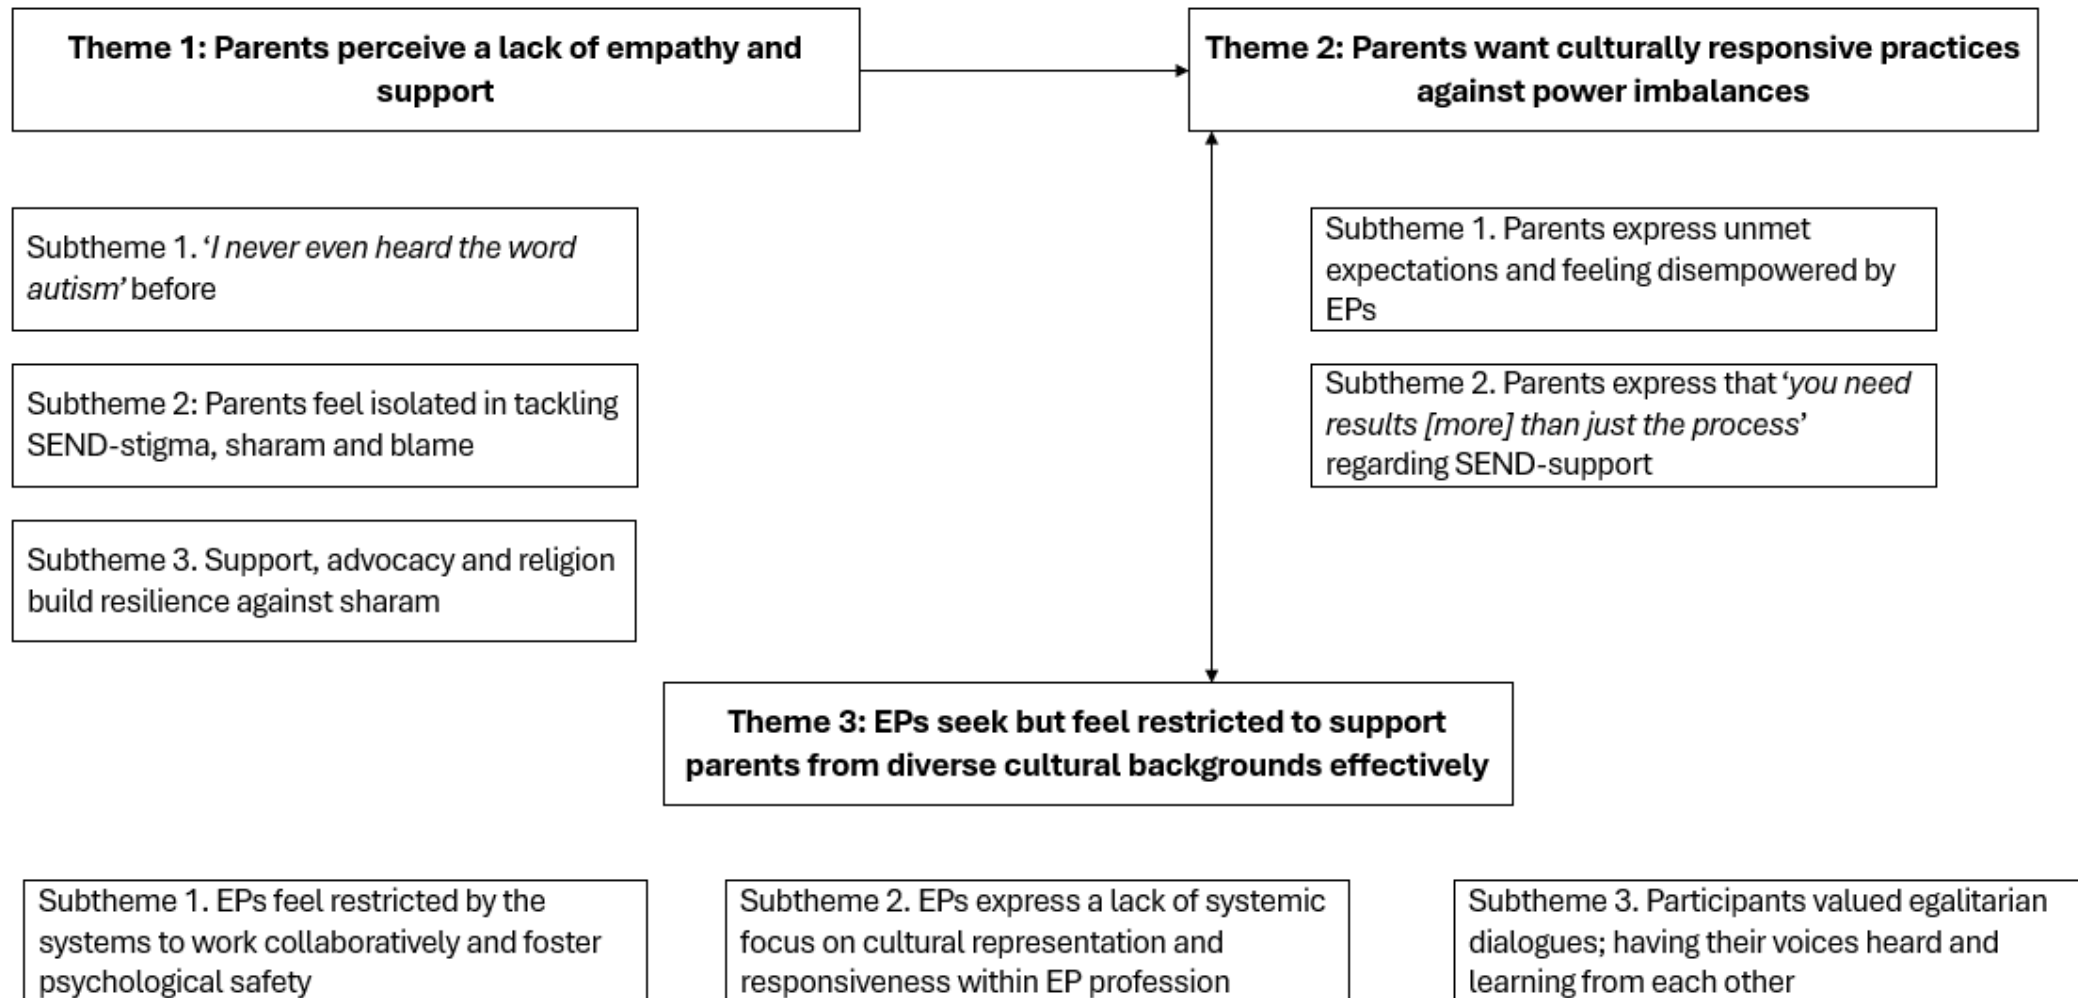 Theme 1: Parents perceive a lack of empathy and
support
Theme 2: Parents want culturally responsive practices
against power imbalances
Subtheme 1. ‘I never even heard the word
autism’ before
Subtheme 2: Parents feel isolated in tackling
SEND-stigma, sharam and blame
Subtheme 3. Support, advocacy and religion
build resilience against sharam
Subtheme 1. Parents express unmet
expectations and feeling disempowered by
EPs
Subtheme 2. Parents express that ‘you need
results [more] than just the process’
regarding SEND-support
Theme 3: EPs seek but feel restricted to support
parents from diverse cultural backgrounds effectively
Subtheme 1. EPs feel restricted by the
systems to work collaboratively and foster
psychological safety
Subtheme 2. EPs express a lack of systemic
focus on cultural representation and
responsiveness within EP profession
Subtheme 3. Participants valued egalitarian
dialogues; having their voices heard and
learning from each other